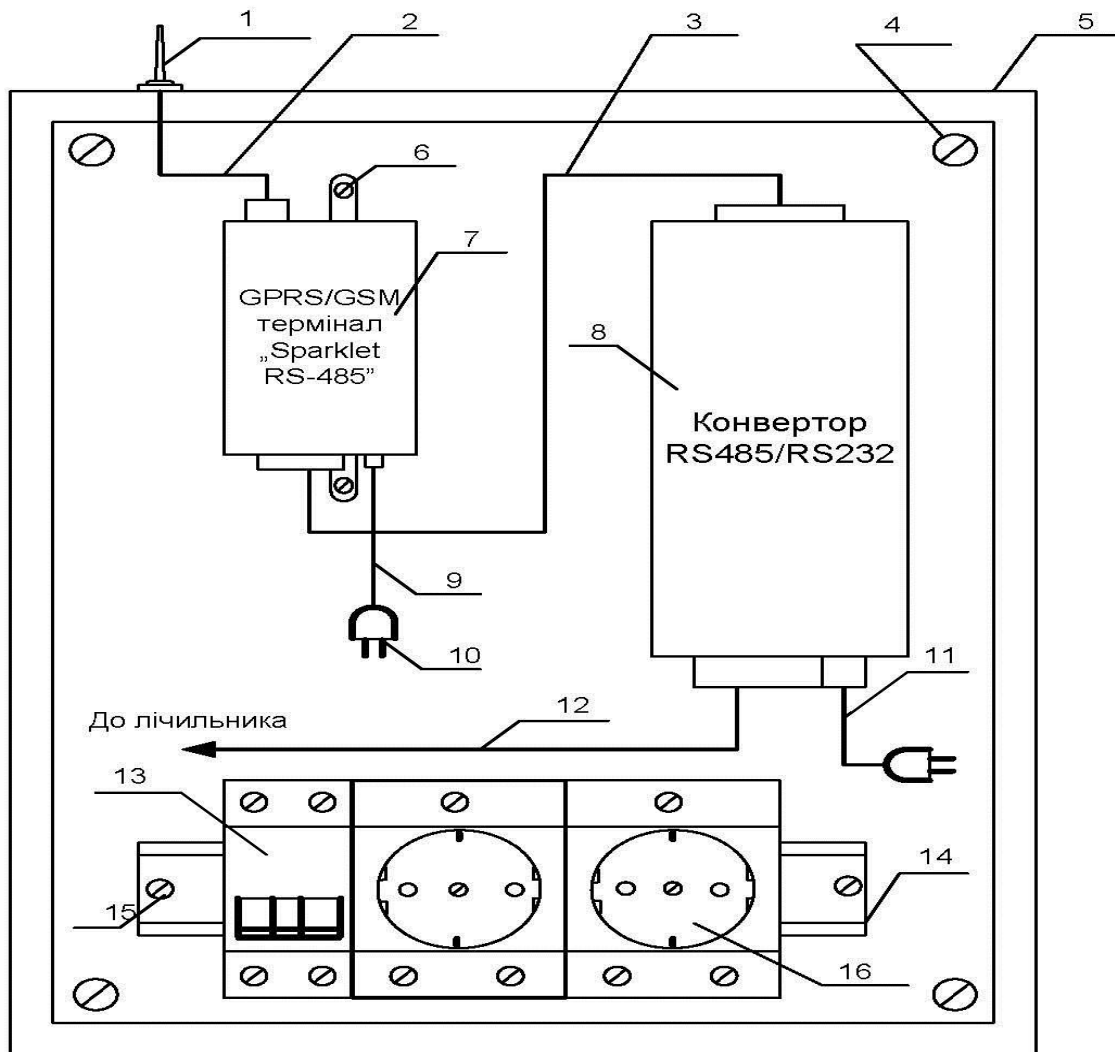 1
2
3
4
5
6
7
GPRS/GSM
термінал
„Sparklet
RS-485”
8
Конвертор
RS485/RS232
9
10
11
До лічильника
12
13
14
15
16